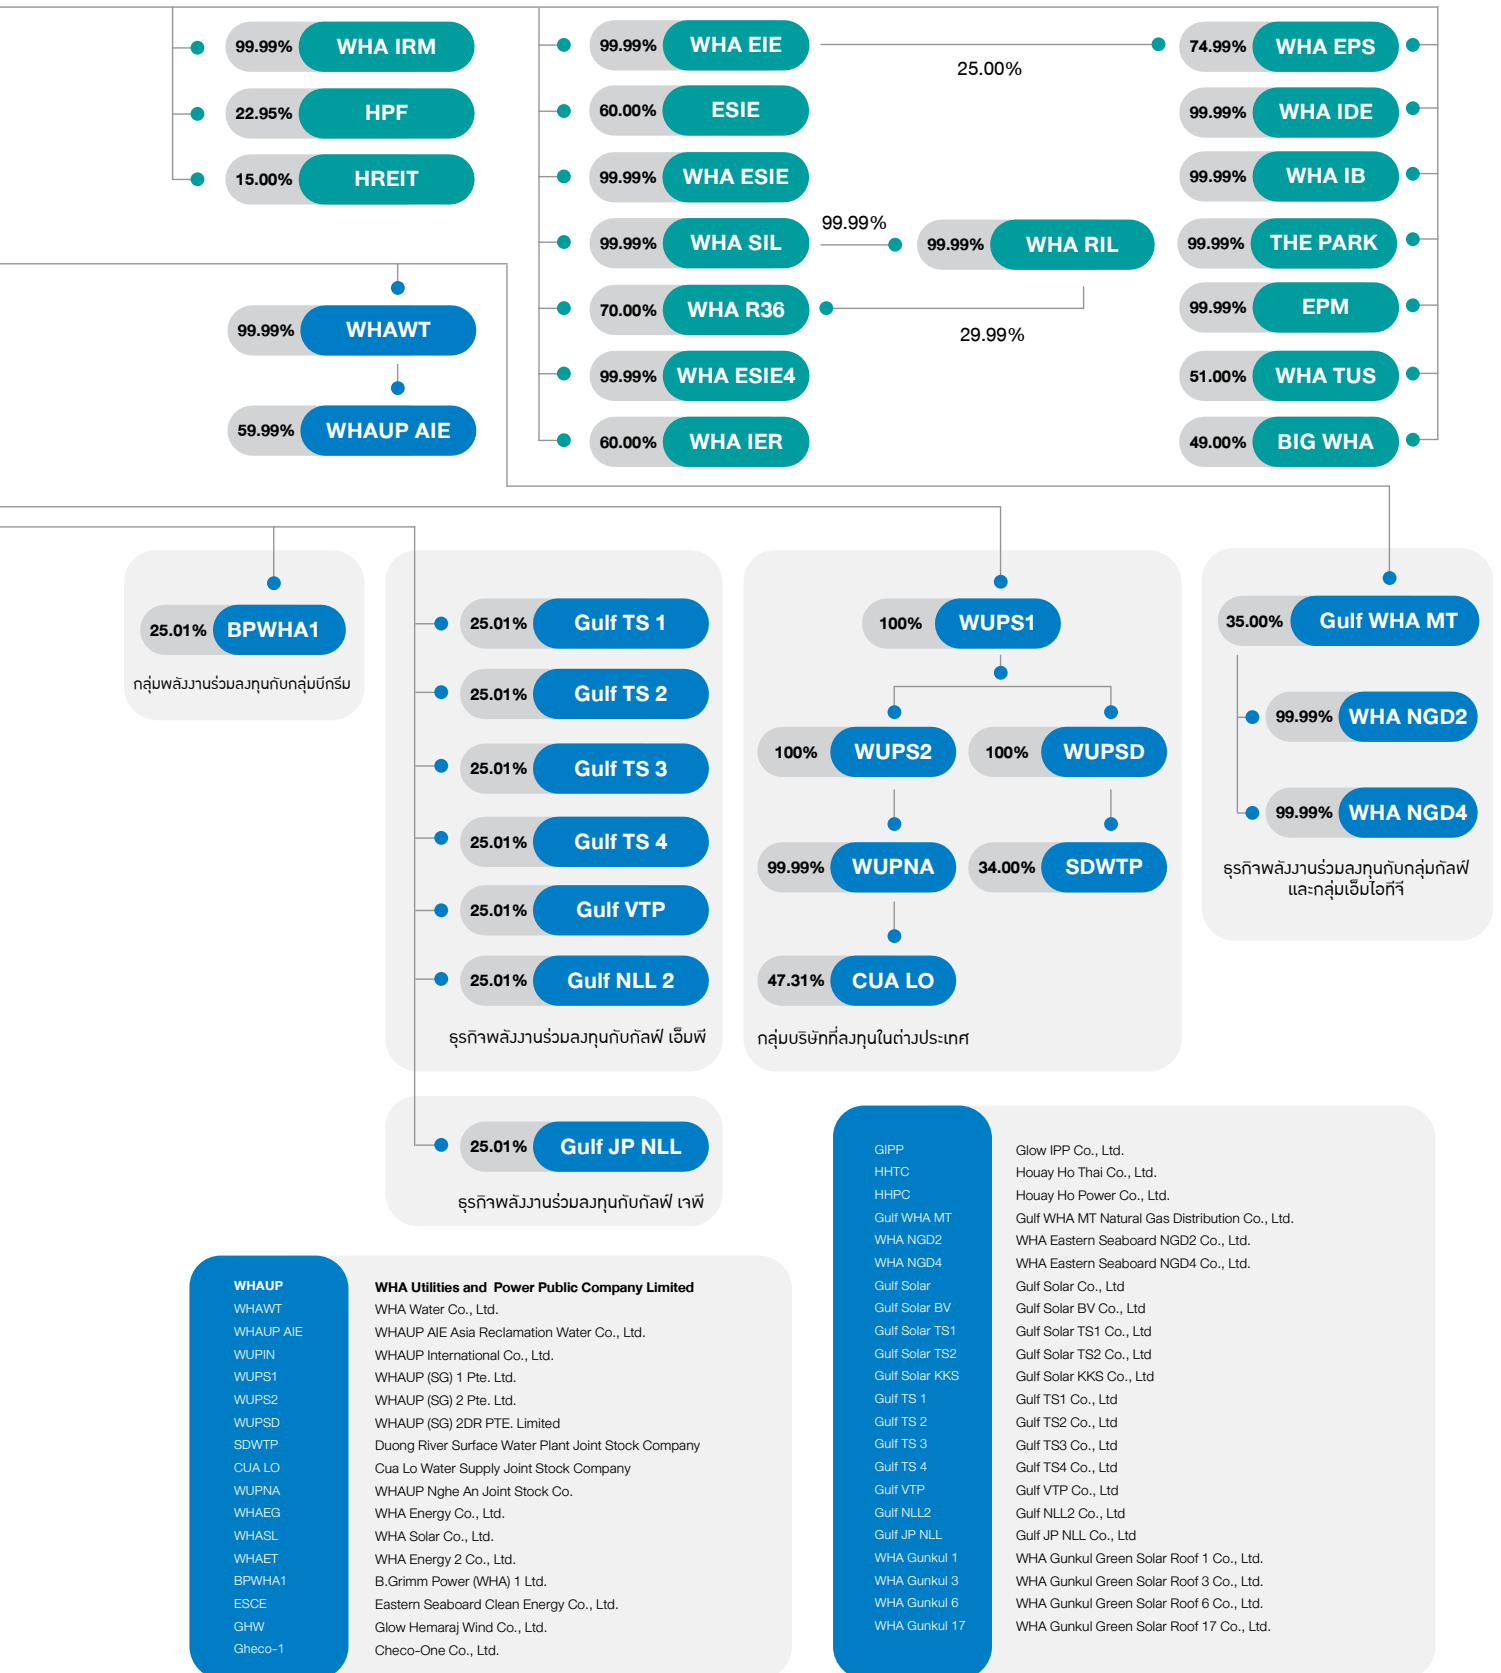 99.99% WHA IRM
22.95% HPF
15.00% HREIT
99.99% WHA EIE
25.00%
74.99% WHA EPS
60.00% ESIE
99.99% WHA IDE
99.99% WHA ESIE
99.99% WHA IB
99.99% WHA SIL
99.99%
99.99% WHA RIL
99.99% THE PARK
70.00% WHA R36
29.99%
99.99% EPM
99.99% WHA ESIE4
51.00% WHA TUS
60.00% WHA IER
49.00% BIG WHA
99.99% WHAWT
59.99% WHAUP AIE
25.01% BPWHA1
กลุ่มพลังงานร่วมลงทุนกับกลุ่มบีกริม
25.01% Gulf TS 1
25.01% Gulf TS 2
25.01% Gulf TS 3
25.01% Gulf TS 4
25.01% Gulf VTP
25.01% Gulf NLL 2
ธุรกิจพลังงานร่วมลงทุนกับกัลฟ์ เอ็มพี
100% WUPS1
100% WUPS2
100% WUPSD
99.99% WUPNA
34.00% SDWTP
47.31% CUA LO
กลุ่มบริษัทที่ลงทุนในต่างประเทศ
35.00% Gulf WHA MT
99.99% WHA NGD2
99.99% WHA NGD4
ธุรกิจพลังงานร่วมลงทุนกับกลุ่มกัลฟ์
และกลุ่มเอ็มไอทีจี
25.01% Gulf JP NLL
ธุรกิจพลังงานร่วมลงทุนกับกัลฟ์ เจพี
WHAUP WHA Utilities and Power Public Company Limited
WHAWT WHA Water Co., Ltd.
WHAUP AIE WHAUP AIE Asia Reclamation Water Co., Ltd.
WUPIN WHAUP International Co., Ltd.
WUPS1 WHAUP (SG) 1 Pte. Ltd.
WUPS2 WHAUP (SG) 2 Pte. Ltd.
WUPSD WHAUP (SG) 2DR PTE. Limited
SDWTP Duong River Surface Water Plant Joint Stock Company
CUA LO Cua Lo Water Supply Joint Stock Company
WUPNA WHAUP Nghe An Joint Stock Co.
WHAEG WHA Energy Co., Ltd.
WHASL WHA Solar Co., Ltd.
WHAET WHA Energy 2 Co., Ltd.
BPWHA1 B.Grimm Power (WHA) 1 Ltd.
ESCE Eastern Seaboard Clean Energy Co., Ltd.
GHW Glow Hemaraj Wind Co., Ltd.
Gheco-1 Checo-One Co., Ltd.
GIPP Glow IPP Co., Ltd.
HHTC Houay Ho Thai Co., Ltd.
HHPC Houay Ho Power Co., Ltd.
Gulf WHA MT Gulf WHA MT Natural Gas Distribution Co., Ltd.
WHA NGD2 WHA Eastern Seaboard NGD2 Co., Ltd.
WHA NGD4 WHA Eastern Seaboard NGD4 Co., Ltd.
Gulf Solar Gulf Solar Co., Ltd
Gulf Solar BV Gulf Solar BV Co., Ltd
Gulf Solar TS1 Gulf Solar TS1 Co., Ltd
Gulf Solar TS2 Gulf Solar TS2 Co., Ltd
Gulf Solar KKS Gulf Solar KKS Co., Ltd
Gulf TS 1 Gulf TS1 Co., Ltd
Gulf TS 2 Gulf TS2 Co., Ltd
Gulf TS 3 Gulf TS3 Co., Ltd
Gulf TS 4 Gulf TS4 Co., Ltd
Gulf VTP Gulf VTP Co., Ltd
Gulf NLL2 Gulf NLL2 Co., Ltd
Gulf JP NLL Gulf JP NLL Co., Ltd
WHA Gunkul 1 WHA Gunkul Green Solar Roof 1 Co., Ltd.
WHA Gunkul 3 WHA Gunkul Green Solar Roof 3 Co., Ltd.
WHA Gunkul 6 WHA Gunkul Green Solar Roof 6 Co., Ltd.
WHA Gunkul 17 WHA Gunkul Green Solar Roof 17 Co., Ltd.